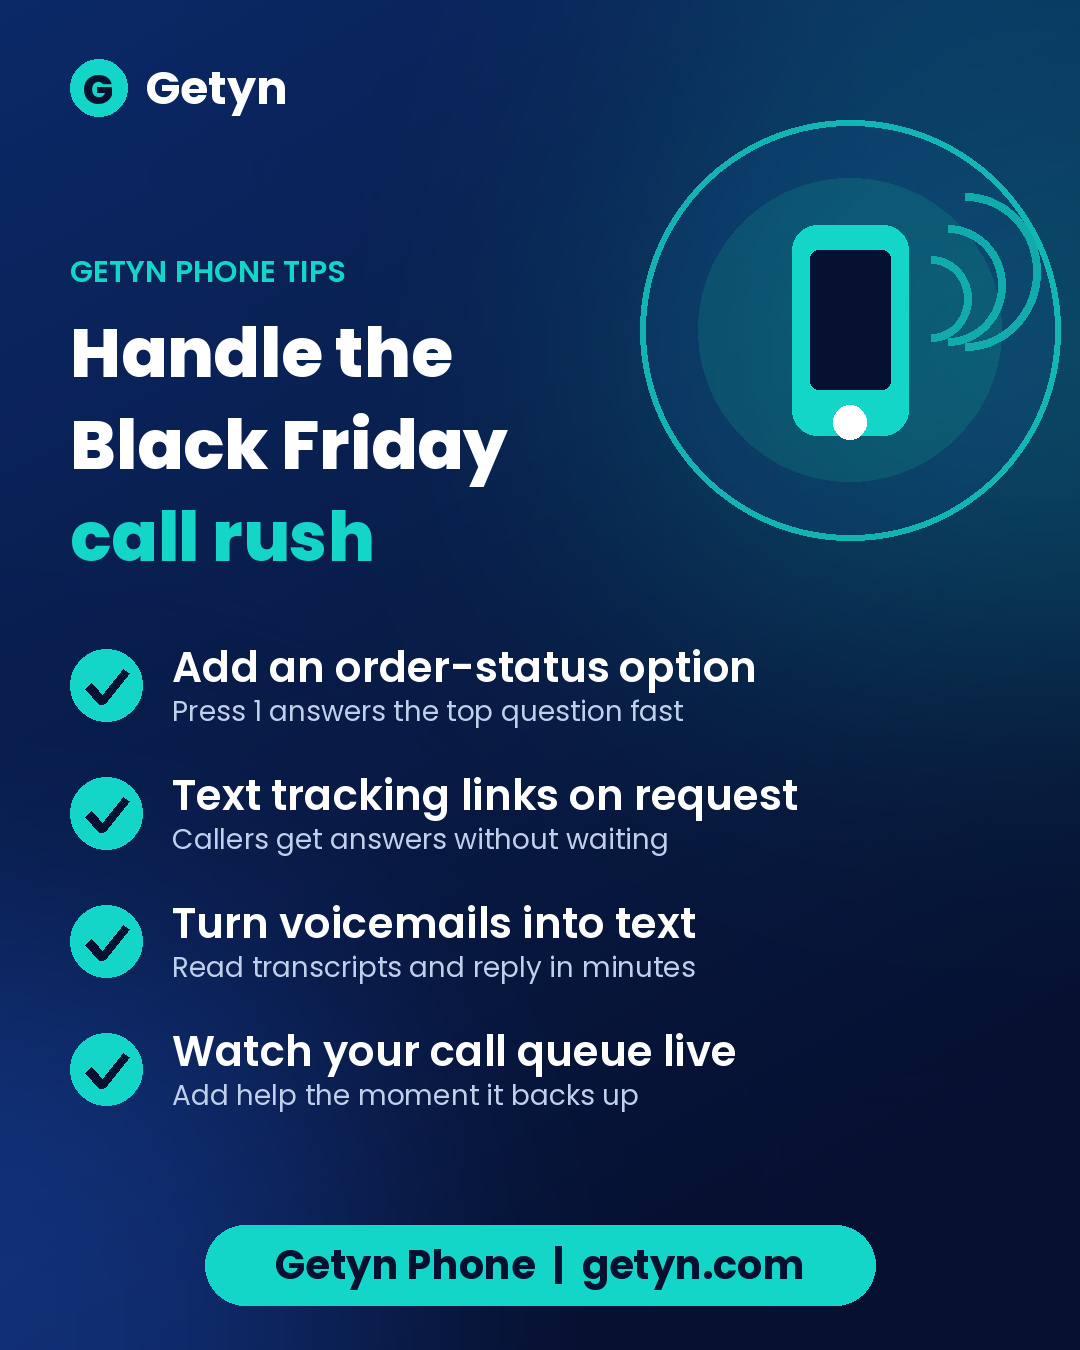 G Getyn
GETYN PHONE TIPS
Handle the
Black Friday
call rush
Add an order-status option
Press 1 answers the top question fast
Text tracking links on request
Callers get answers without waiting
Turn voicemails into text
Read transcripts and reply in minutes
Watch your call queue live
Add help the moment it backs up
Getyn Phone | getyn.com